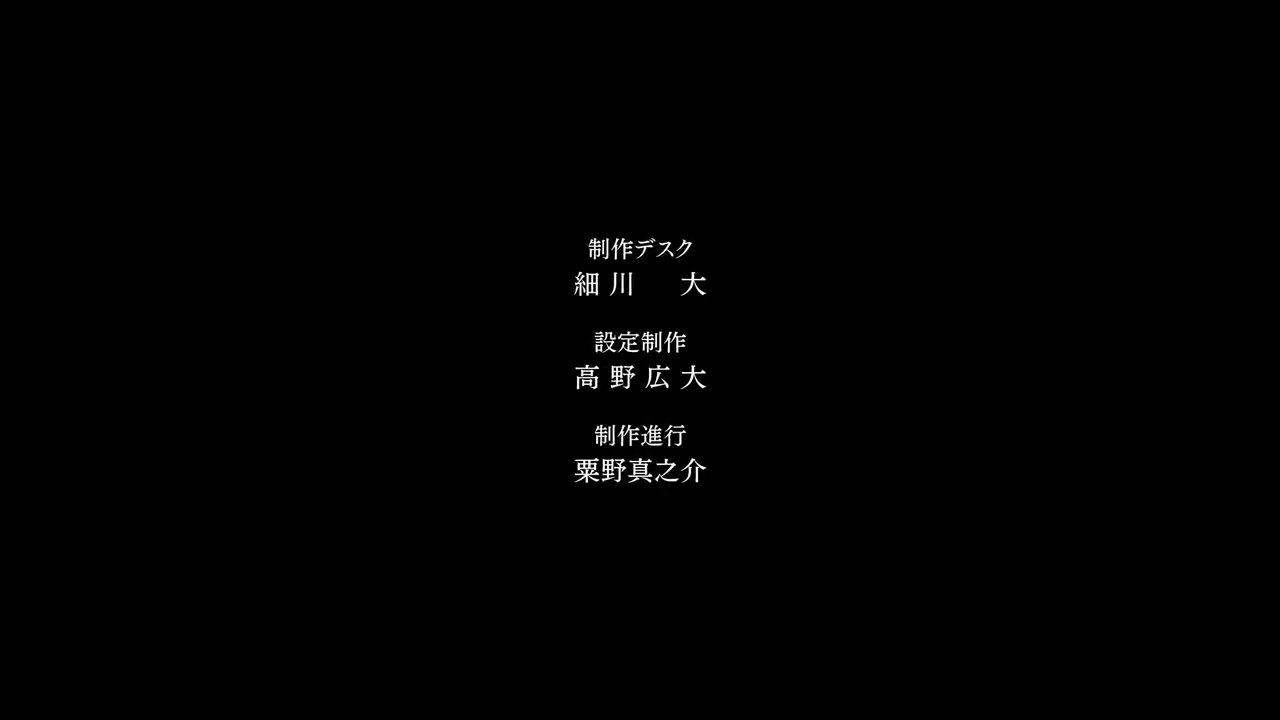 制作デスク
細川　大
設定制作
高野広大
制作進行
粟野真之介